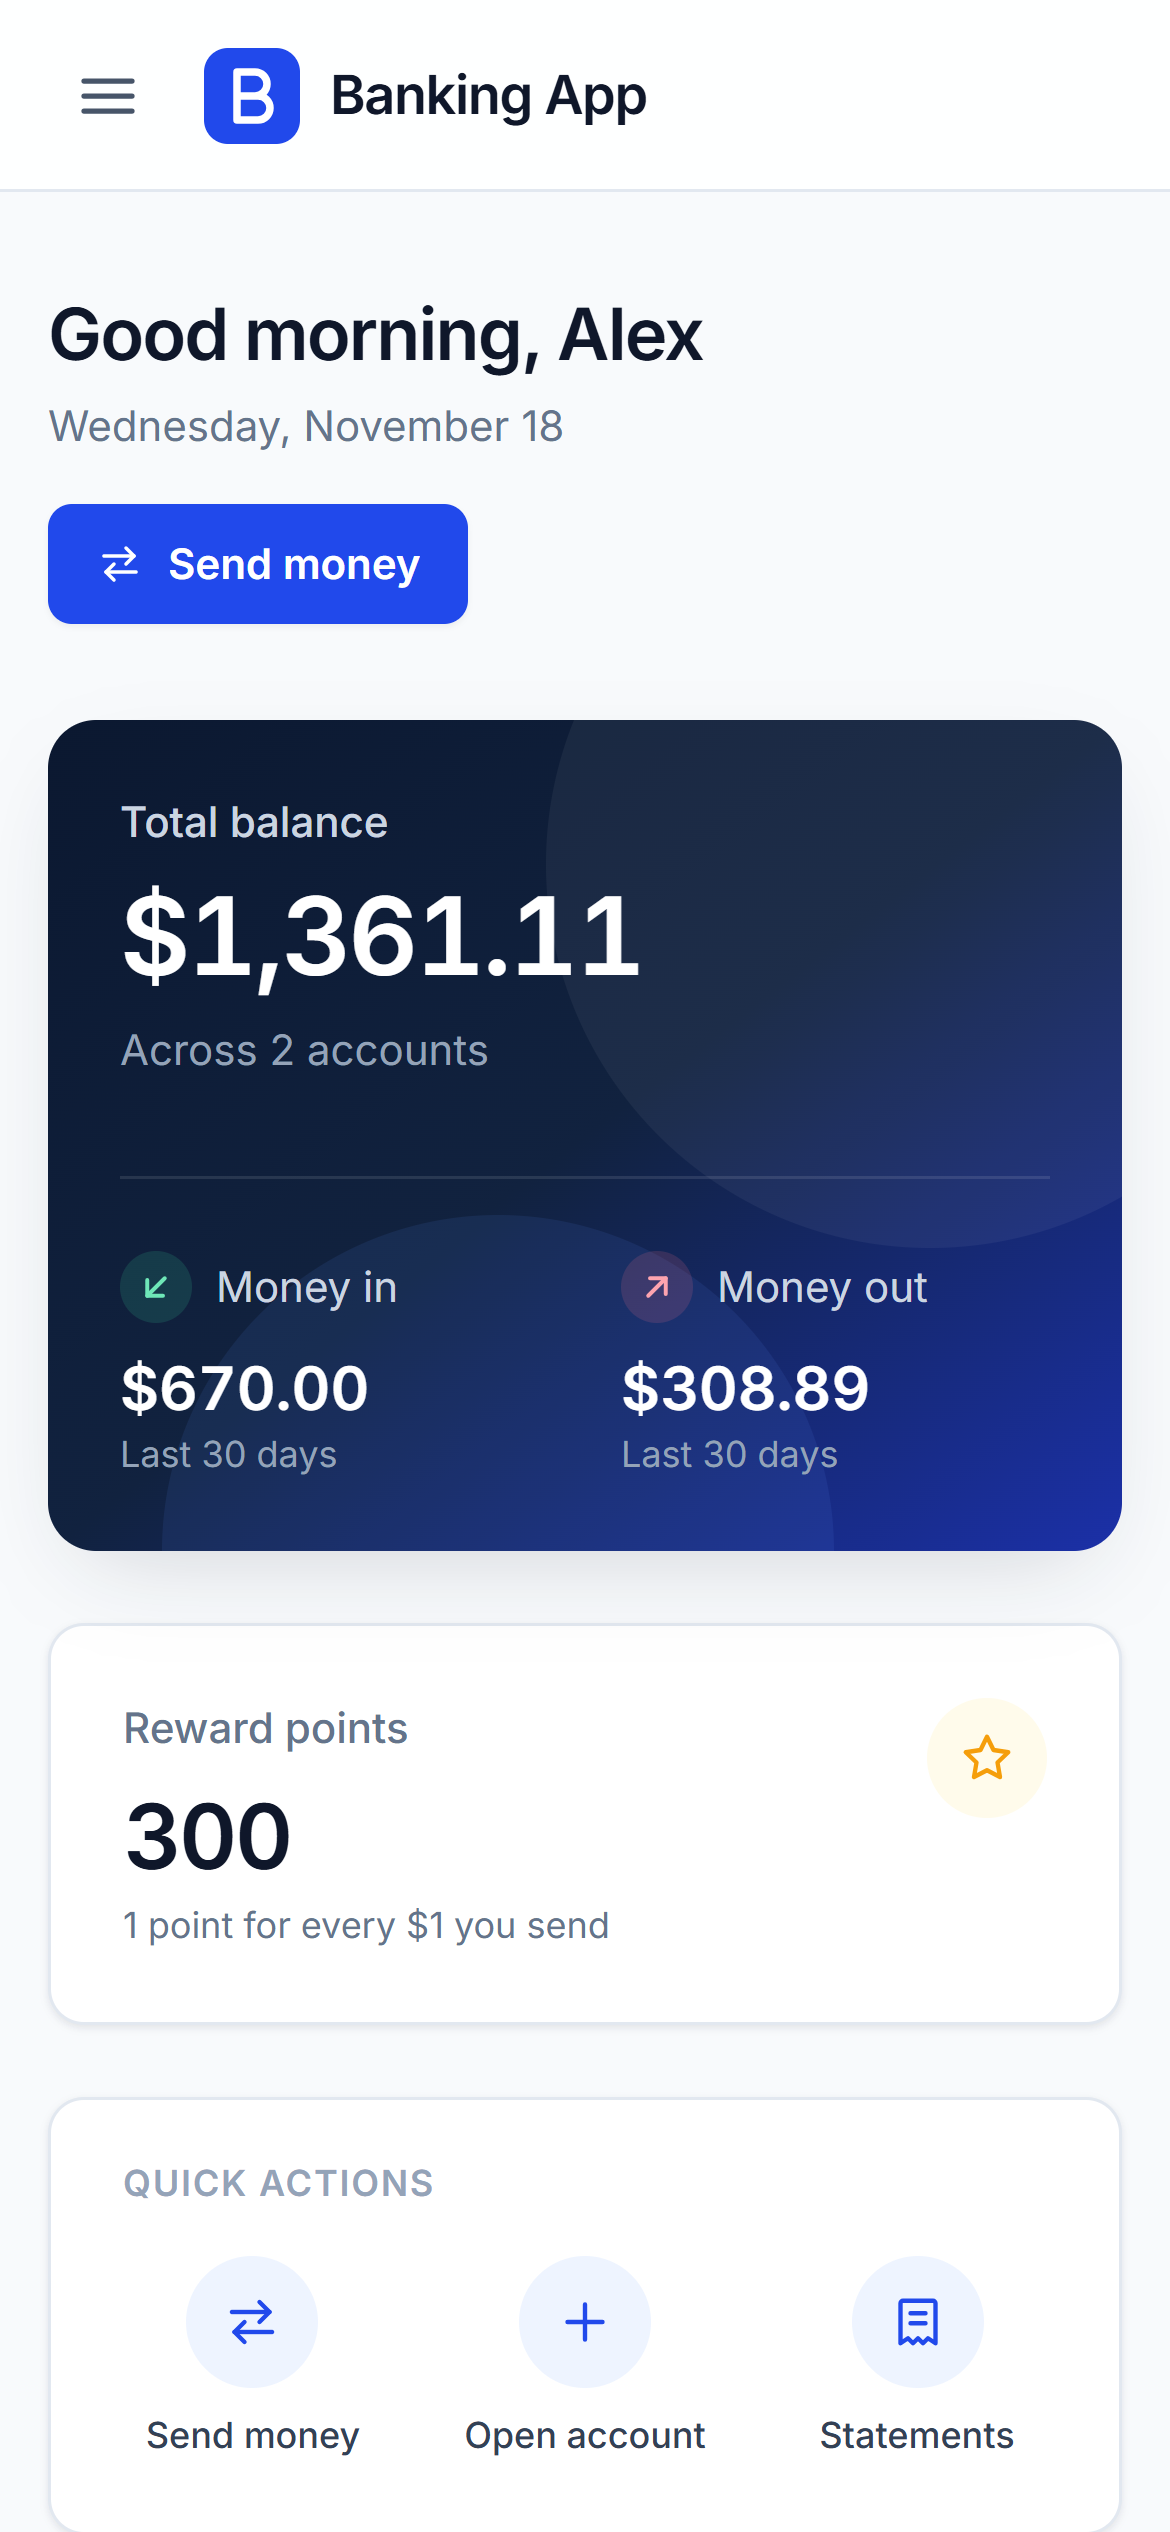 B Banking App
Good morning, Alex
Wednesday, November 18
Send money
Total balance
$1,361.11
Across 2 accounts
Money in
$670.00
Last 30 days
Money out
$308.89
Last 30 days
Reward points
300
1 point for every $1 you send
QUICK ACTIONS
Send money
Open account
Statements